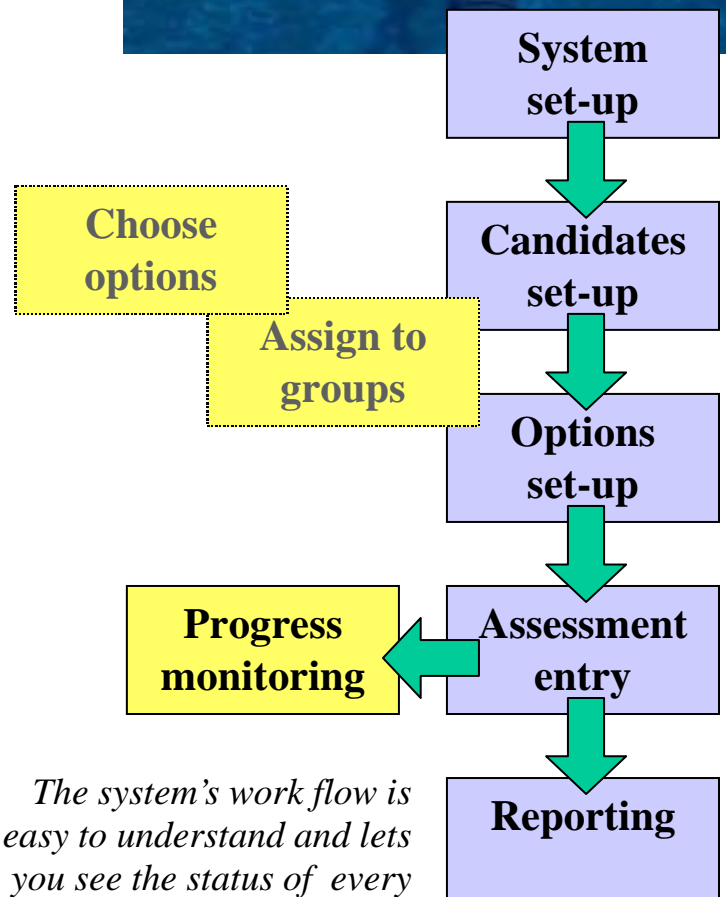 System
set-up
Choose
options
Candidates
set-up
Assign to
groups
Options
set-up
Progress
monitoring
Assessment
entry
The system's work flow is
easy to understand and lets
you see the status of every
Reporting